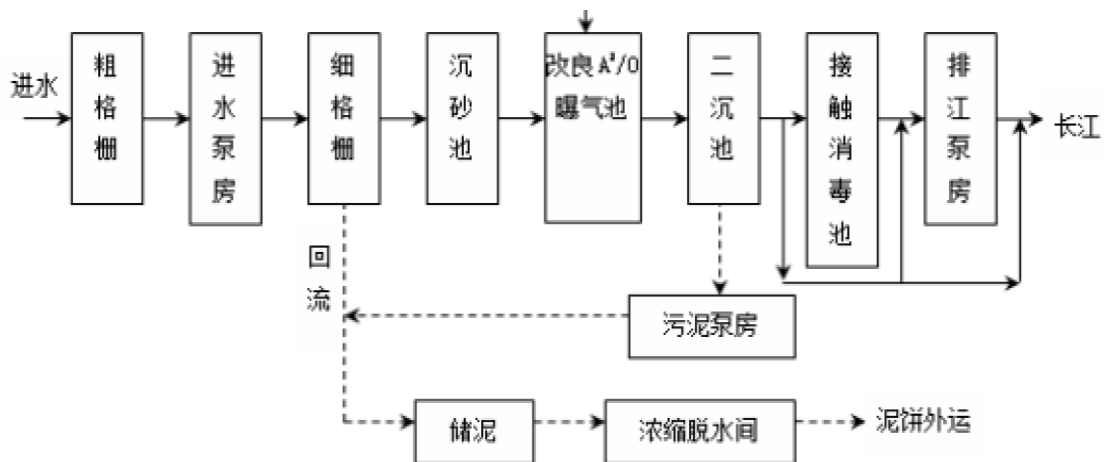 进水
粗格栅
进水泵房
细格栅
沉砂池
改良A²/O
曝气池
二沉池
接触消毒池
排江泵房
长江
回流
污泥泵房
储泥
浓缩脱水间
泥饼外运